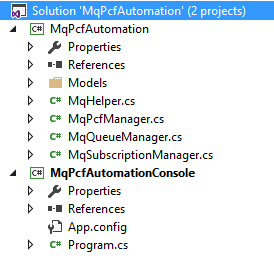 Solution 'MqPcfAutomation' (2 projects)
C# MqPcfAutomation
Properties
References
Models
C# MqHelper.cs
C# MqPcfManager.cs
C# MqQueueManager.cs
C# MqSubscriptionManager.cs
C# MqPcfAutomationConsole
Properties
References
App.config
C# Program.cs